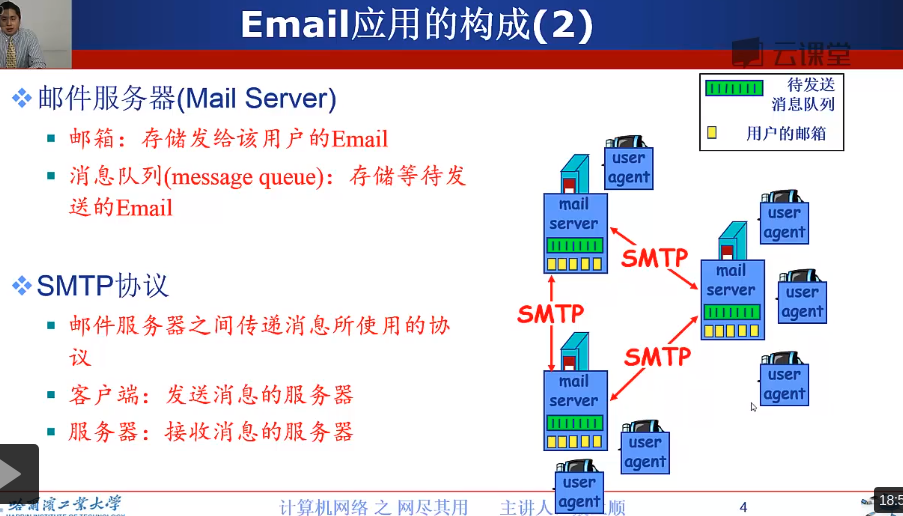 Email应用的构成(2)
云课堂
邮件服务器(Mail Server)
邮箱：存储发给该用户的Email
消息队列(message queue)：存储等待发
送的Email
SMTP协议
邮件服务器之间传递消息所使用的协
议
客户端：发送消息的服务器
服务器：接收消息的服务器
待发送
消息队列
用户的邮箱
user
agent
mail
server
user
agent
SMTP
mail
server
user
agent
SMTP
SMTP
mail
server
user
agent
user
agent
user
agent
哈尔滨工业大学
计算机网络 之 网尽其用
主讲人
顺
4
18:5